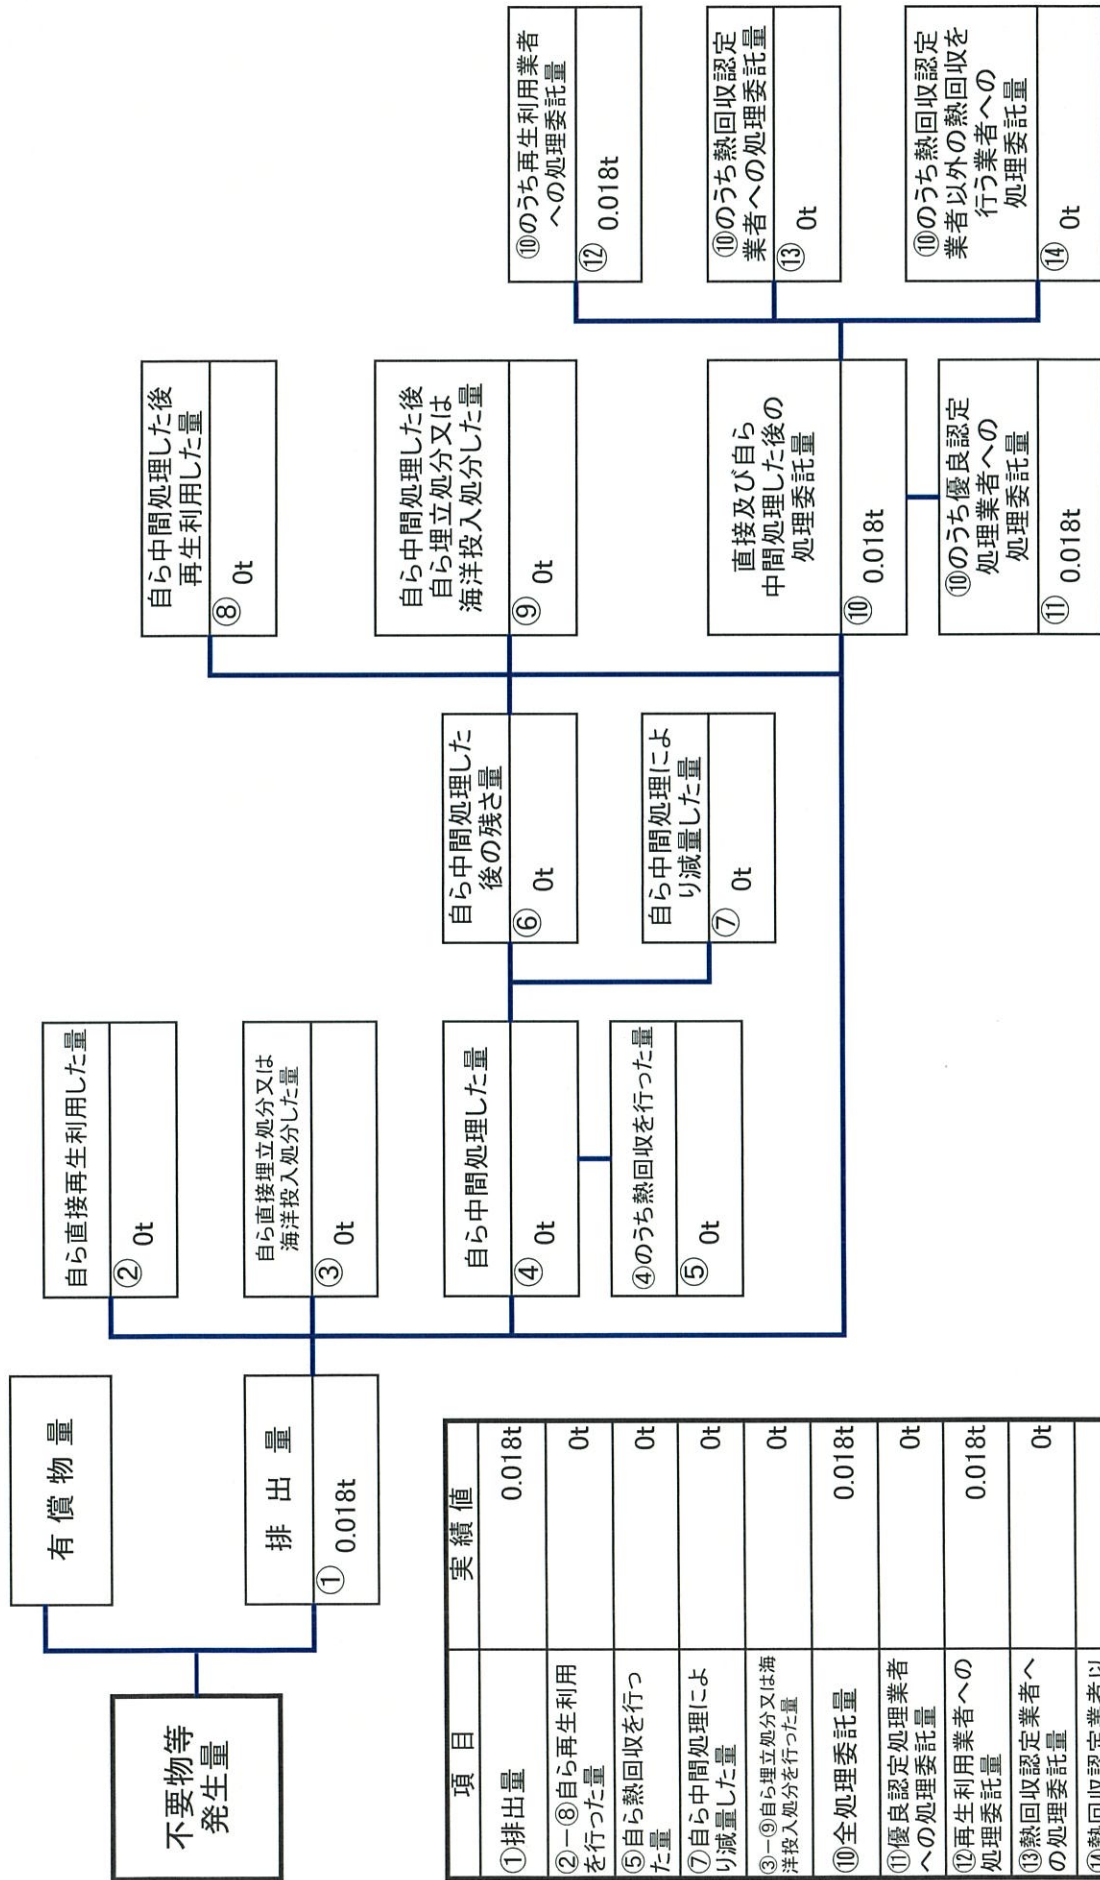 不要物等
発生量
有 償 物 量
排 出 量
① 0.018t
自ら直接再生利用した量
② 0t
自ら直接埋立処分又は
海洋投入処分した量
③ 0t
自ら中間処理した量
④ 0t
④のうち熱回収を行った量
⑤ 0t
自ら中間処理した
後の残さ量
⑥ 0t
自ら中間処理によ
り減量した量
⑦ 0t
自ら中間処理した後
再生利用した量
⑧ 0t
自ら中間処理した後
自ら埋立処分又は
海洋投入処分した量
⑨ 0t
直接及び自ら
中間処理した後の
処理委託量
⑩ 0.018t
⑩のうち優良認定
処理業者への
処理委託量
⑪ 0.018t
⑩のうち再生利用業者
への処理委託量
⑫ 0.018t
⑩のうち熱回収認定
業者への処理委託量
⑬ 0t
⑩のうち熱回収認定
業者以外の熱回収を
行う業者への
処理委託量
⑭ 0t
項 目 実 績 値
①排出量 0.018t
②ー⑧自ら再生利用
を行った量 0t
⑤自ら熱回収を行っ
た量 0t
⑦自ら中間処理によ
り減量した量 0t
③ー⑨自ら埋立処分又は海
洋投入処分を行った量 0t
⑩全処理委託量 0.018t
⑪優良認定処理業者
への処理委託量 0t
⑫再生利用業者への
処理委託量 0.018t
⑬熱回収認定業者へ
の処理委託量 0t
⑭熱回収認定業者以